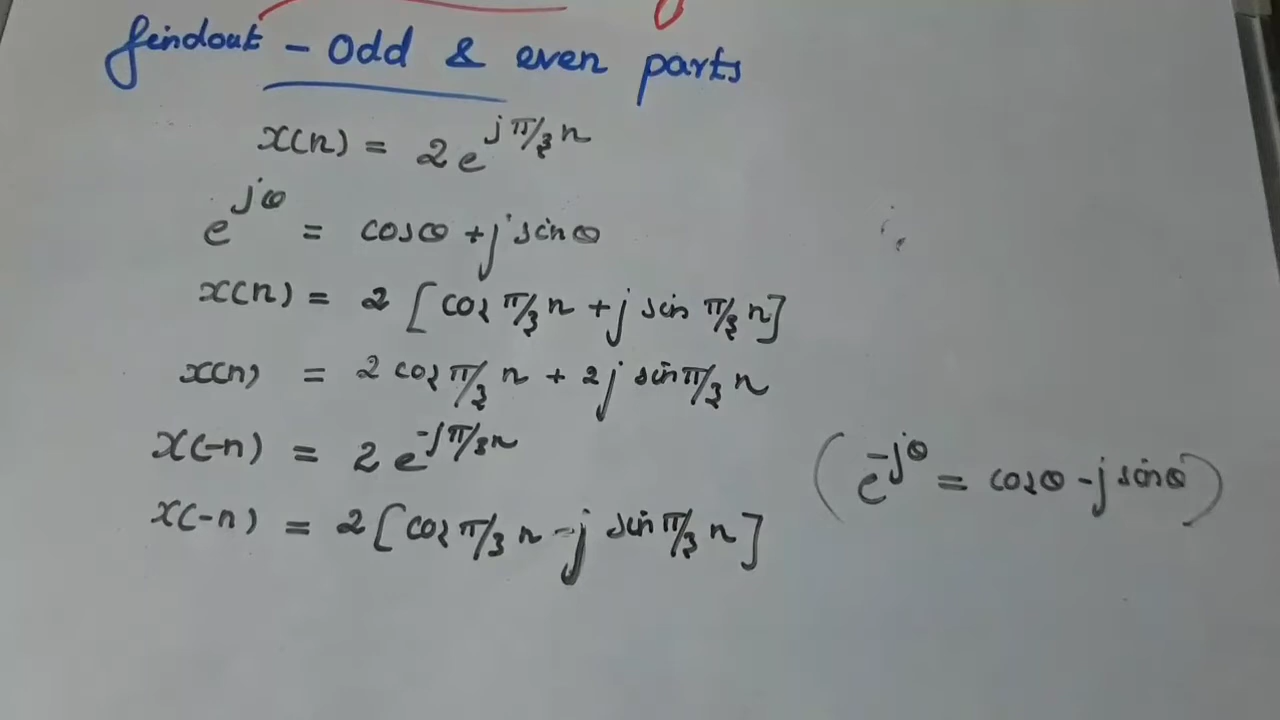 findout - Odd & even parts
x(n) = 2e^{jπ/3 n}
e^{jθ} = cosθ + j sinθ
x(n) = 2 [cos π/3 n + j sin π/3 n]
x(n) = 2 cos π/3 n + 2j sin π/3 n
x(-n) = 2 e^{-jπ/3 n}
(e^{-jθ} = cosθ - j sinθ)
x(-n) = 2 [cos π/3 n - j sin π/3 n]